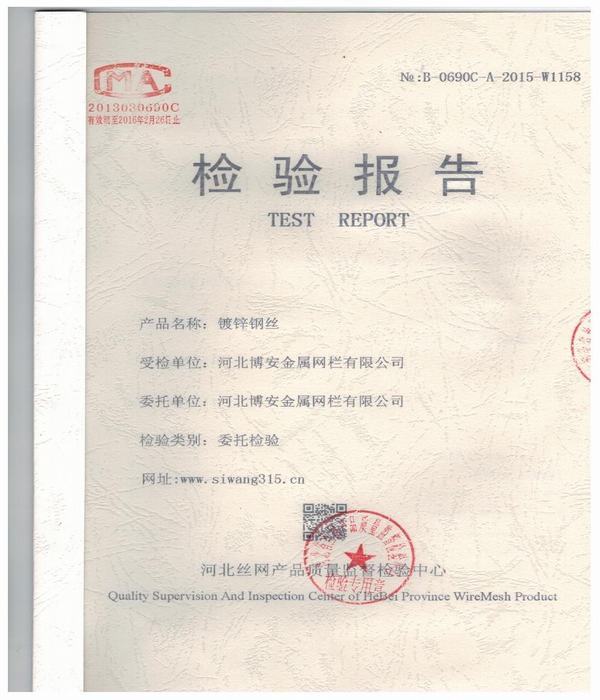 CMA
№:B-0690C-A-2015-W1158
2013030690C
有效期至2016年2月26日止
检验报告
TEST REPORT
产品名称：镀锌钢丝
受检单位：河北博安金属网栏有限公司
委托单位：河北博安金属网栏有限公司
检验类别：委托检验
网址:www.siwang315.cn
河北丝网产品质量监督检验中心
检验专用章
Quality Supervision And Inspection Center of HeBei Province WireMesh Product